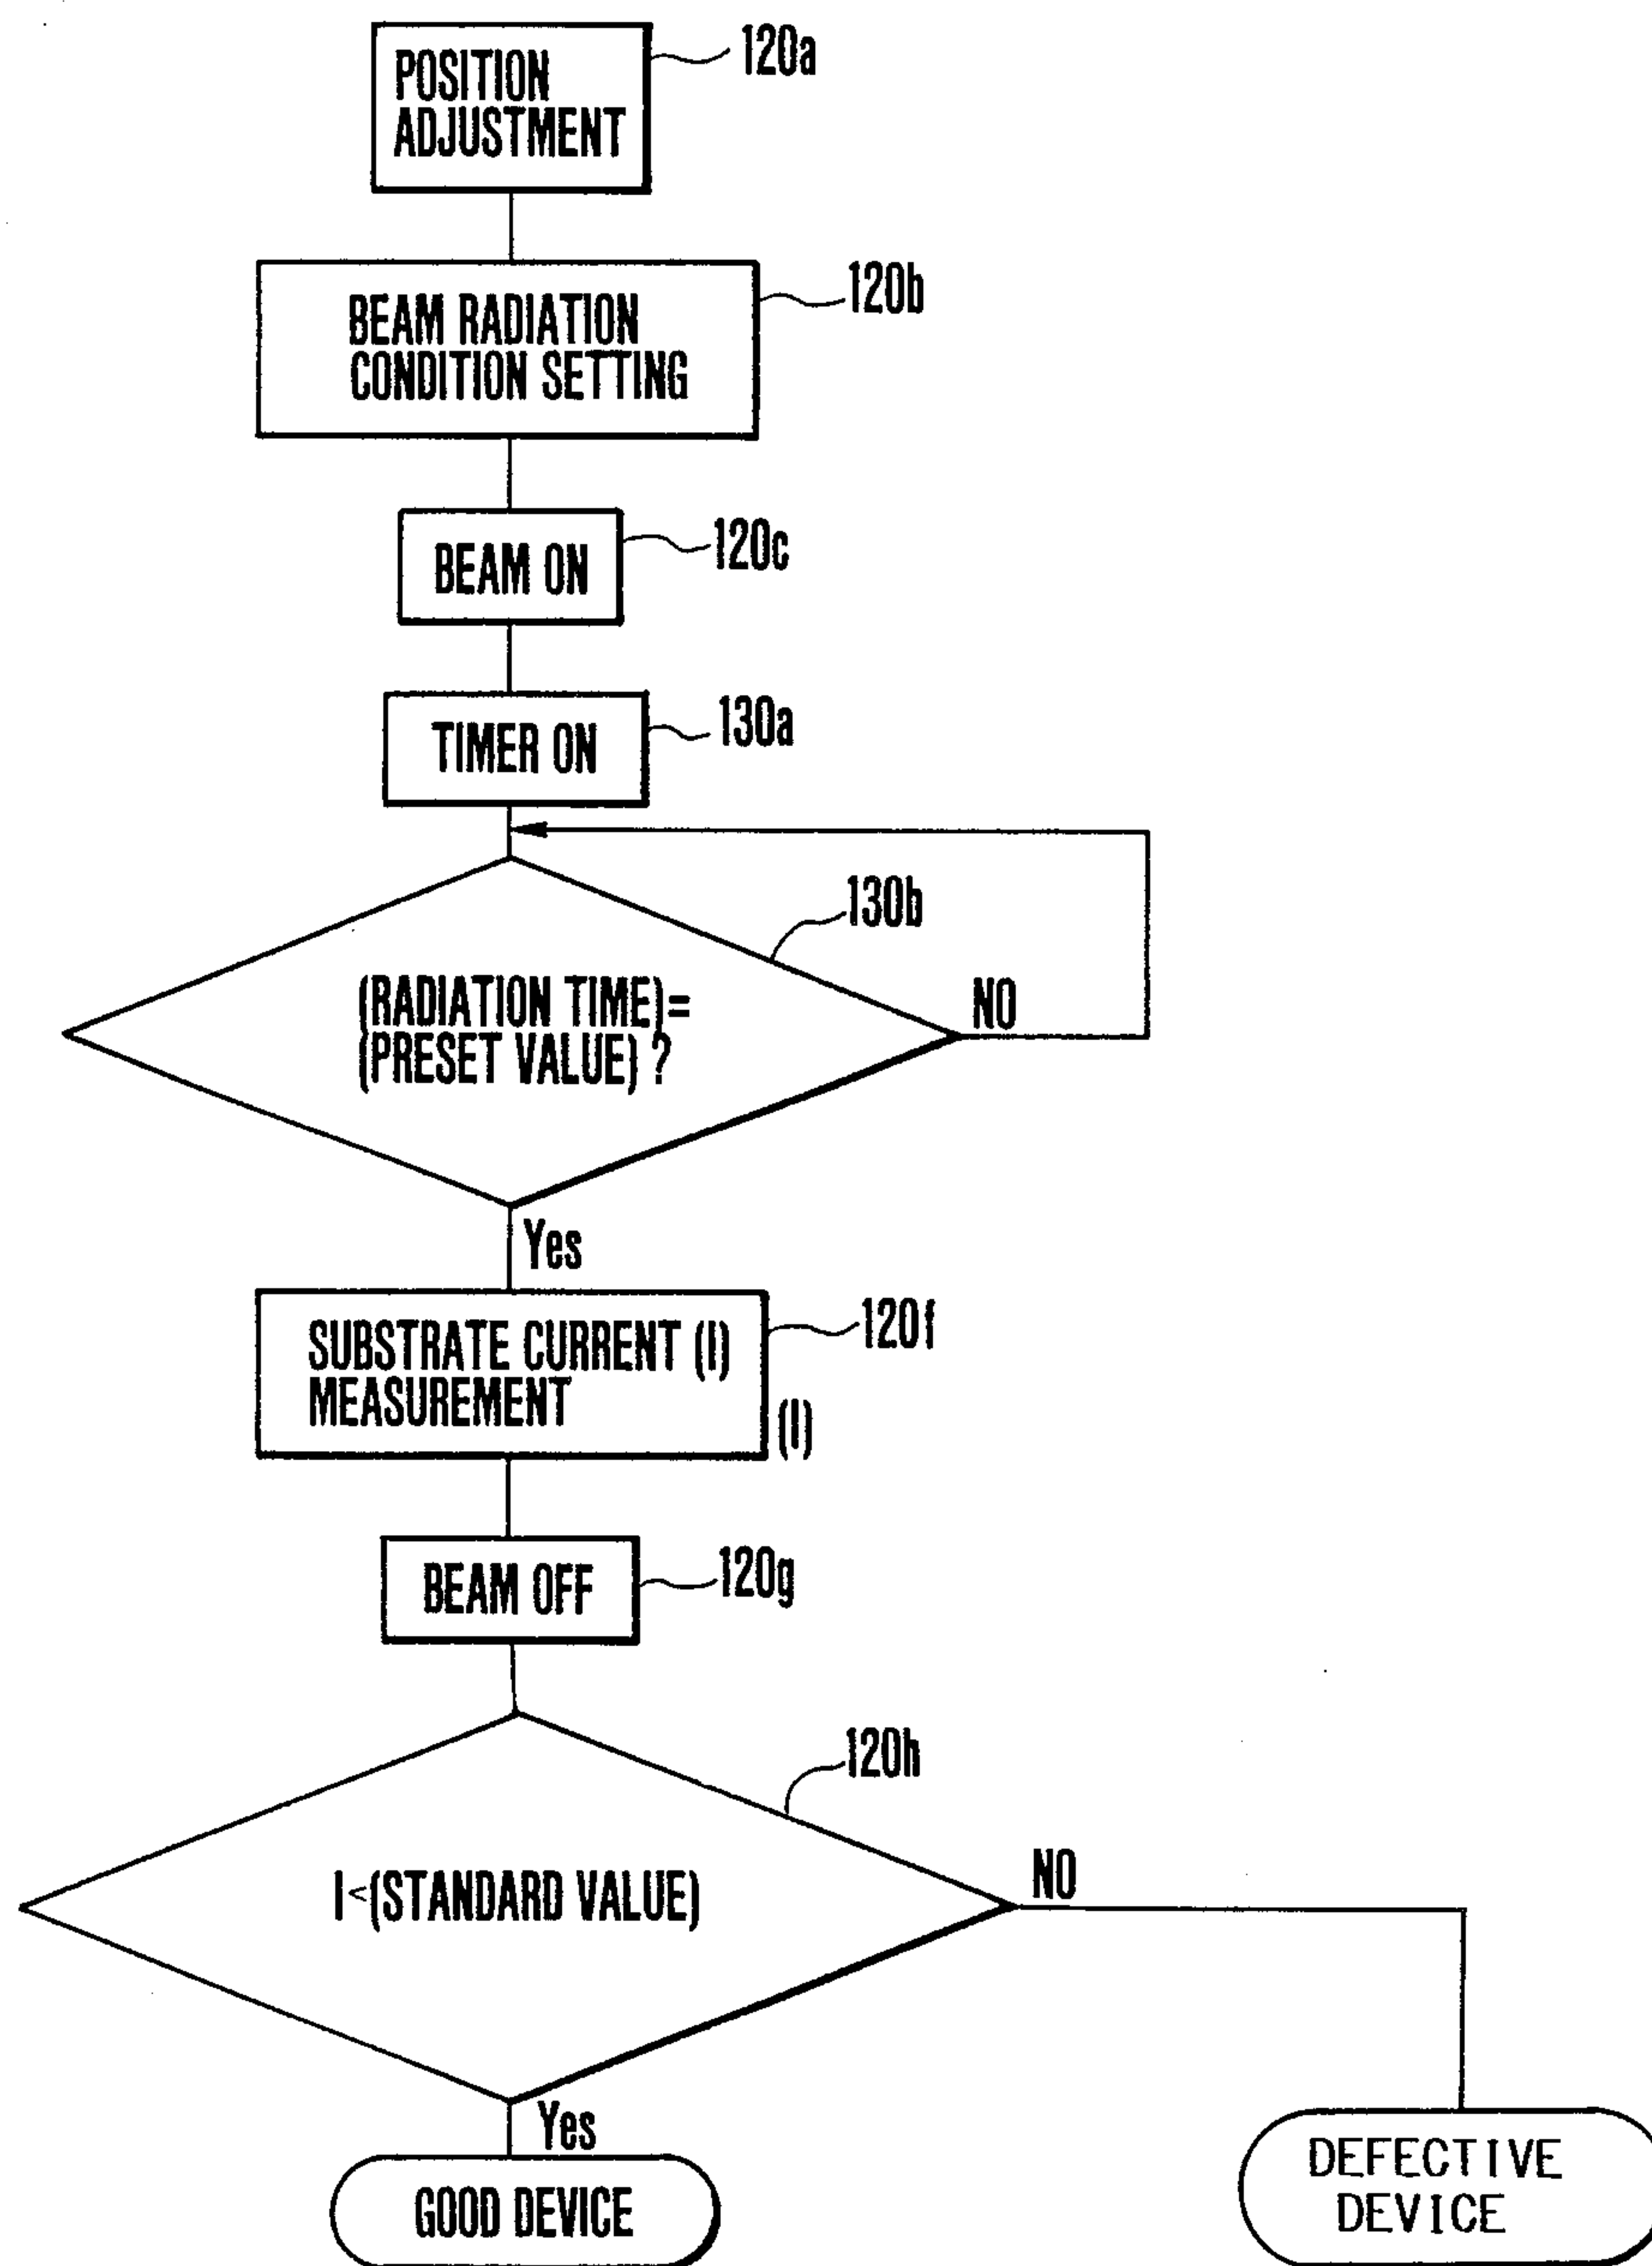 POSITION
ADJUSTMENT
120a
BEAM RADIATION
CONDITION SETTING
120b
BEAM ON
120c
TIMER ON
130a
130b
(RADIATION TIME)=
(PRESET VALUE) ?
NO
Yes
SUBSTRATE CURRENT (I)
MEASUREMENT
120f
(I)
BEAM OFF
120g
120h
I<(STANDARD VALUE)
NO
Yes
GOOD DEVICE
DEFECTIVE
DEVICE